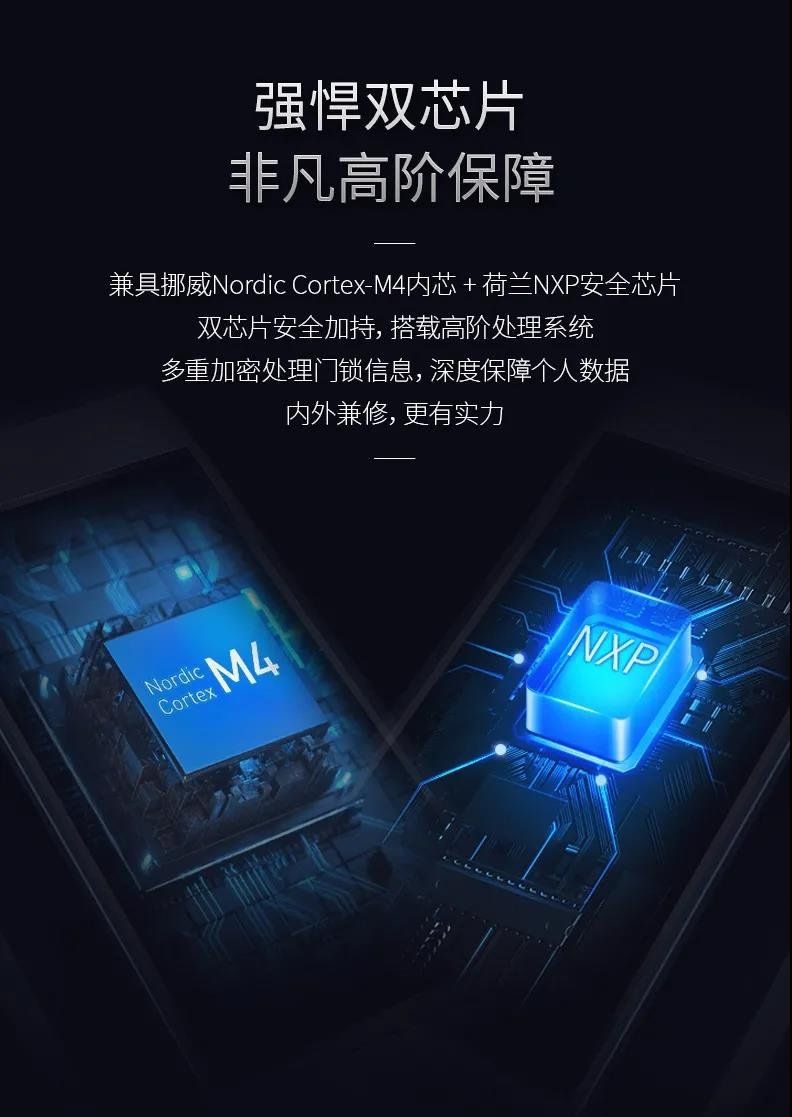 强悍双芯片
非凡高阶保障
兼具挪威Nordic Cortex-M4内芯 + 荷兰NXP安全芯片
双芯片安全加持，搭载高阶处理系统
多重加密处理门锁信息，深度保障个人数据
内外兼修，更有实力
Nordic
Cortex M4
NXP